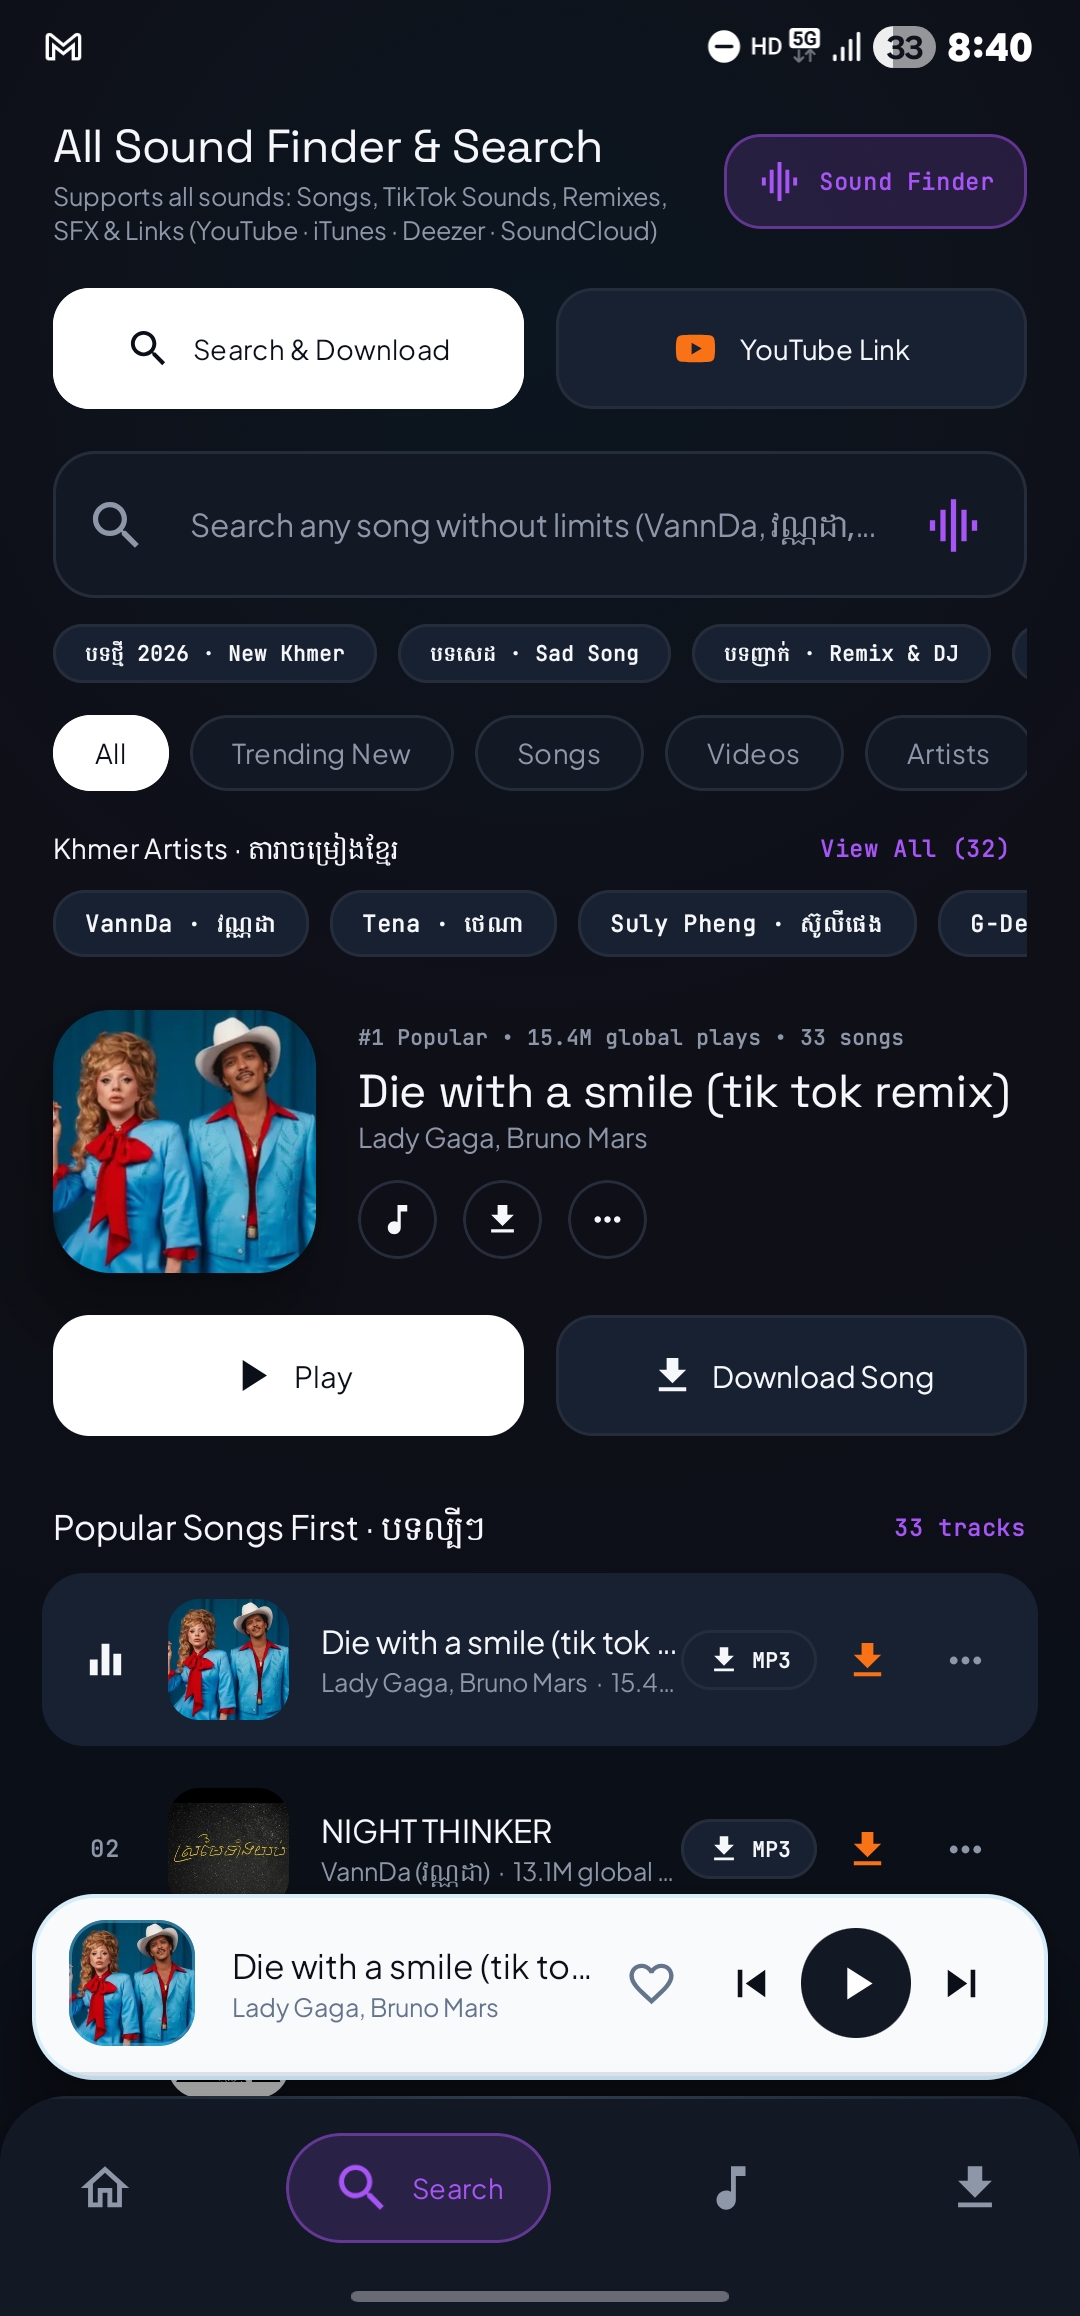 HD 5G 33 8:40
All Sound Finder & Search
Supports all sounds: Songs, TikTok Sounds, Remixes,
SFX & Links (YouTube · iTunes · Deezer · SoundCloud)
Sound Finder
Search & Download
YouTube Link
Search any song without limits (VannDa, វណ្ណដា,...
បទថ្មី 2026 · New Khmer
បទសេដ · Sad Song
បទញាក់ · Remix & DJ
All
Trending New
Songs
Videos
Artists
Khmer Artists · តារាចម្រៀងខ្មែរ
View All (32)
VannDa · វណ្ណដា
Tena · ថេណា
Suly Pheng · ស៊ូលីផេង
G-De
#1 Popular • 15.4M global plays • 33 songs
Die with a smile (tik tok remix)
Lady Gaga, Bruno Mars
Play
Download Song
Popular Songs First · បទល្បីៗ
33 tracks
Die with a smile (tik tok ...
Lady Gaga, Bruno Mars · 15.4...
MP3
02
NIGHT THINKER
VannDa (វណ្ណដា) · 13.1M global ...
MP3
Die with a smile (tik to...
Lady Gaga, Bruno Mars
Search